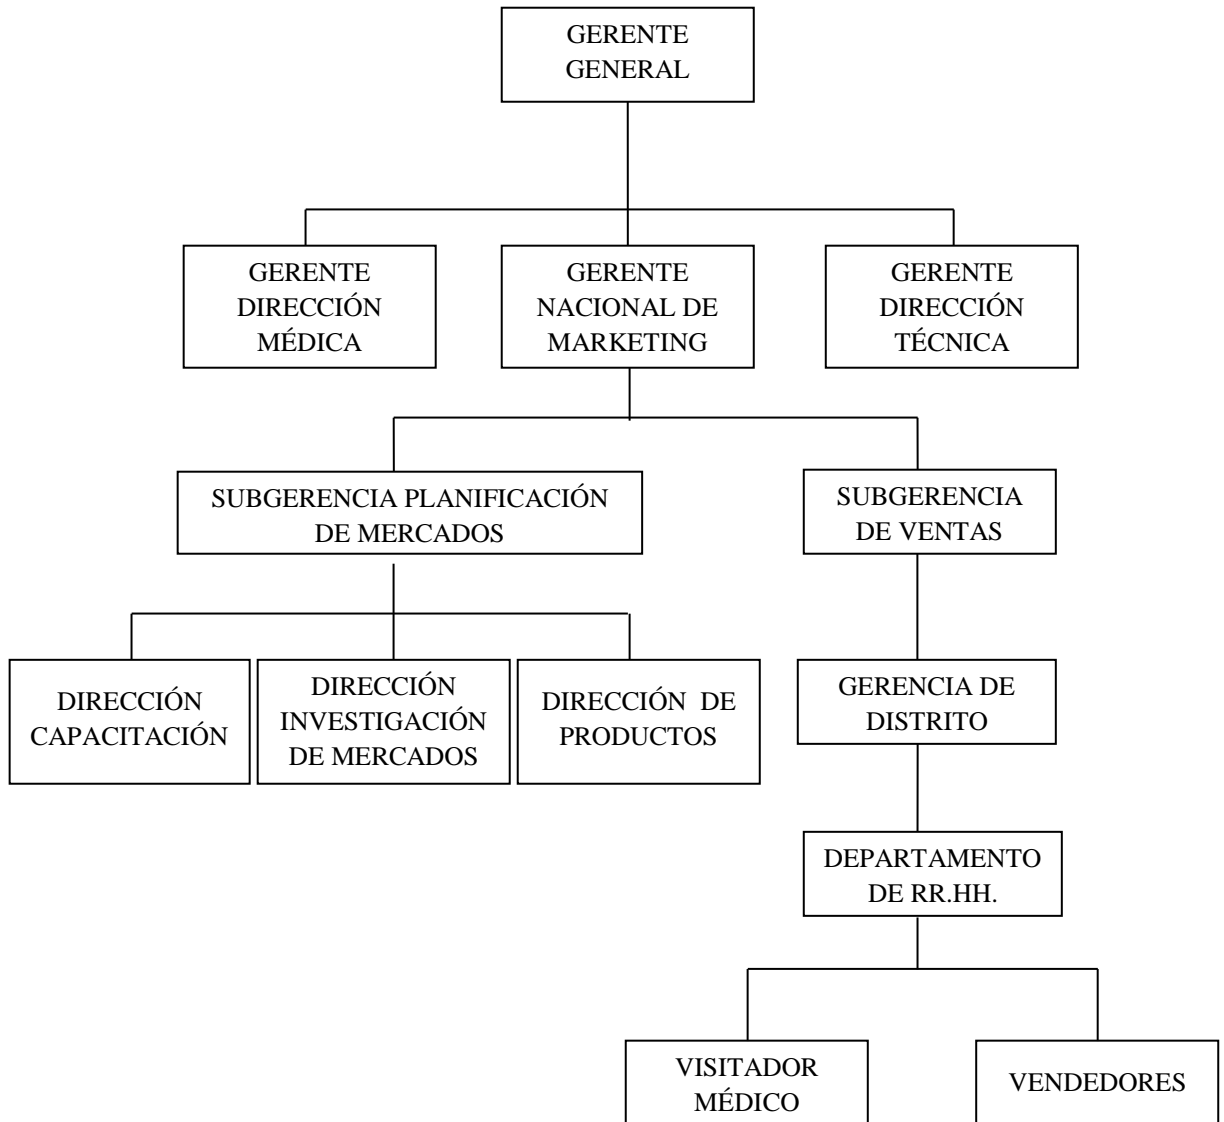 GERENTE
GENERAL
GERENTE
DIRECCIÓN
MÉDICA
GERENTE
NACIONAL DE
MARKETING
GERENTE
DIRECCIÓN
TÉCNICA
SUBGERENCIA PLANIFICACIÓN
DE MERCADOS
SUBGERENCIA
DE VENTAS
DIRECCIÓN
CAPACITACIÓN
DIRECCIÓN
INVESTIGACIÓN
DE MERCADOS
DIRECCIÓN DE
PRODUCTOS
GERENCIA DE
DISTRITO
DEPARTAMENTO
DE RR.HH.
VISITADOR
MÉDICO
VENDEDORES